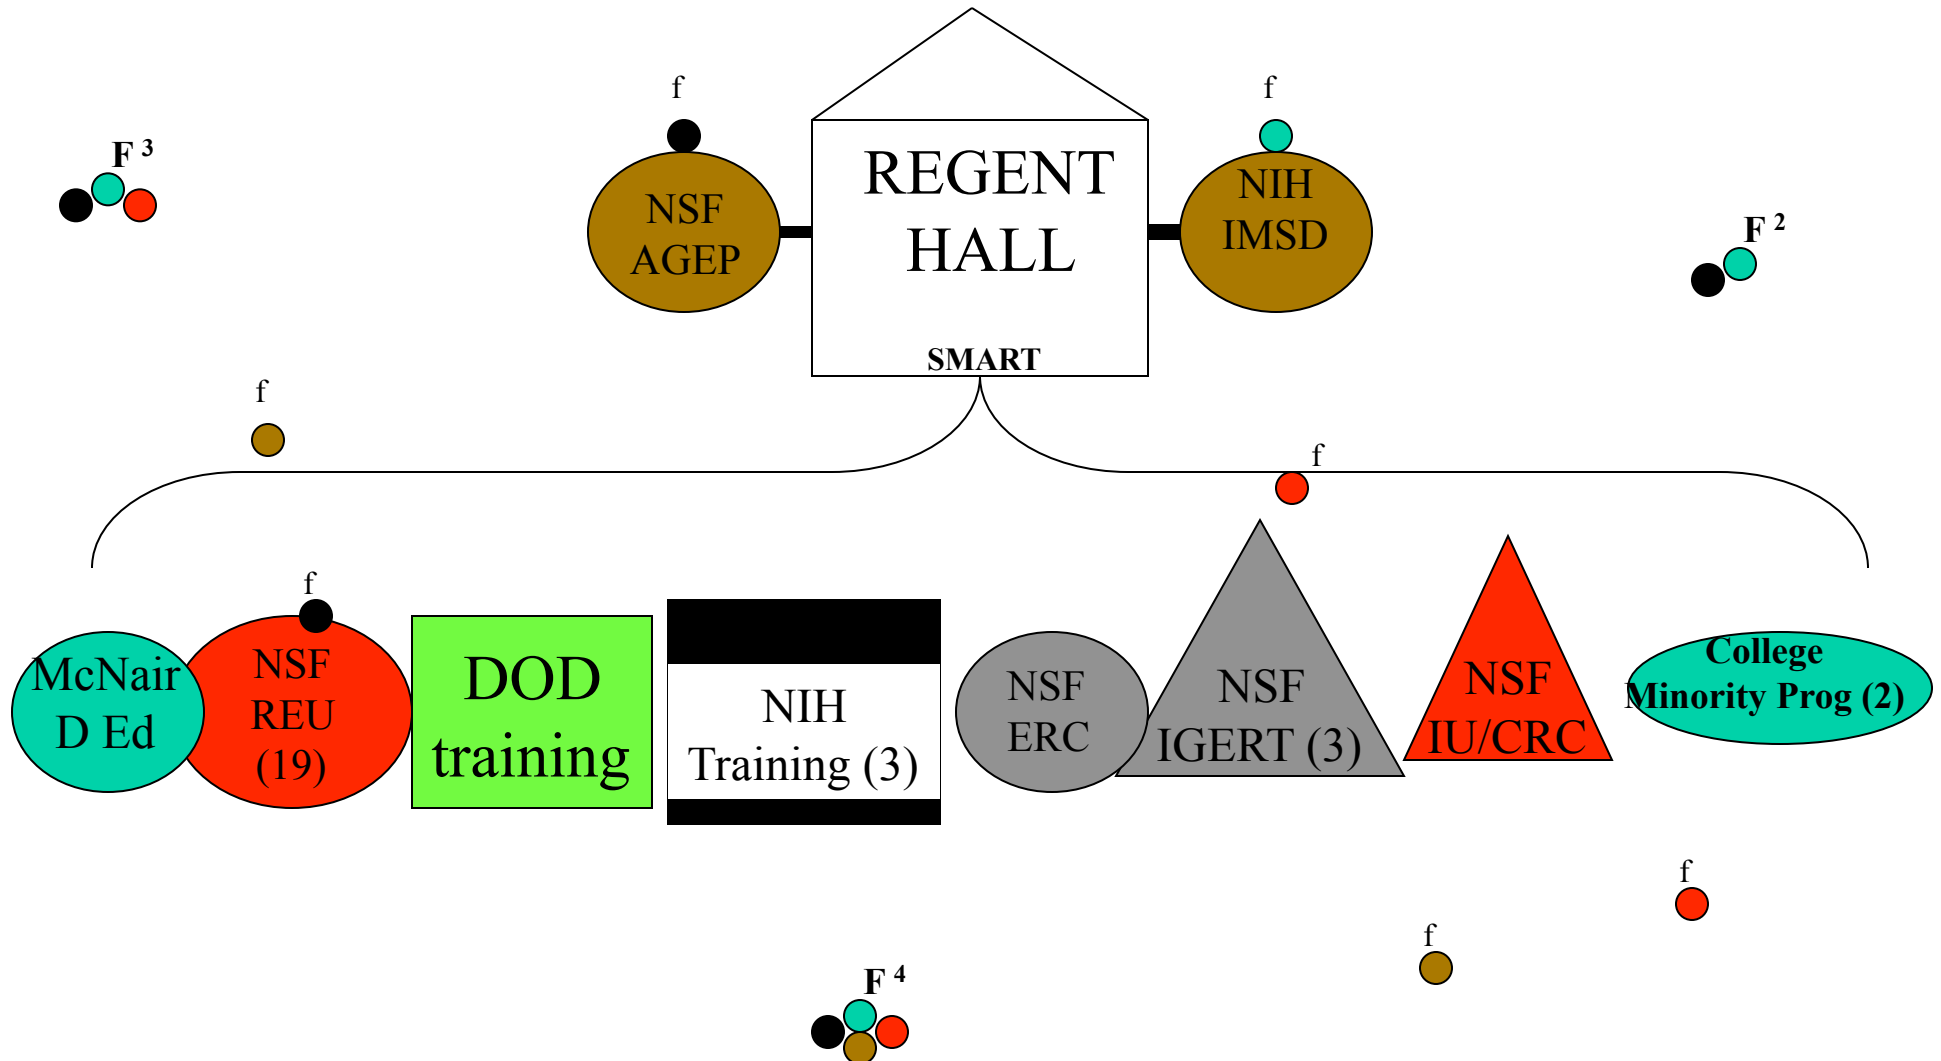 f
f
F 3
REGENT
HALL
NSF
AGEP
NIH
IMSD
F 2
SMART
f
f
f
McNair
D Ed
NSF
REU
(19)
DOD
training
NIH
Training (3)
NSF
ERC
NSF
IGERT (3)
NSF
IU/CRC
College
Minority Prog (2)
f
f
F 4